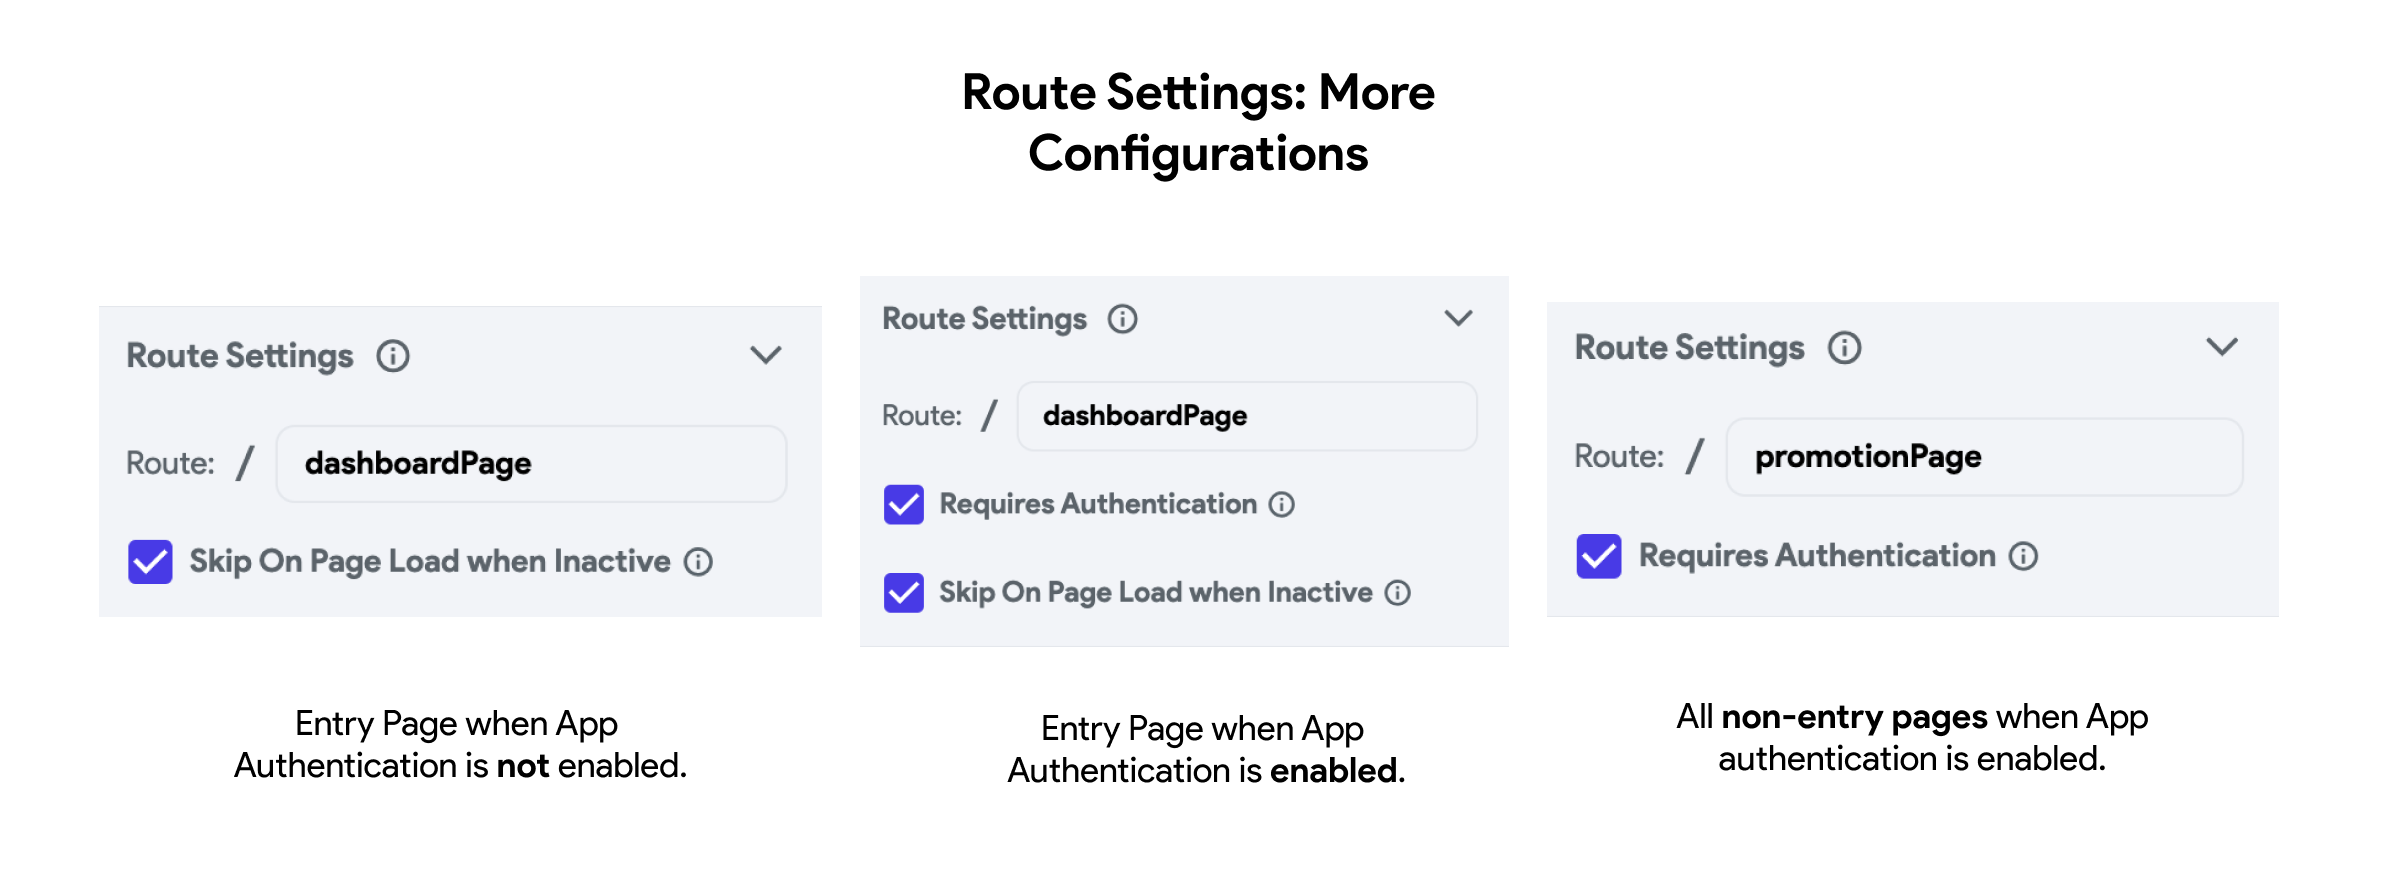 Route Settings: More
Configurations
Route Settings
Route: / dashboardPage
Skip On Page Load when Inactive
Entry Page when App
Authentication is not enabled.
Route Settings
Route: / dashboardPage
Requires Authentication
Skip On Page Load when Inactive
Entry Page when App
Authentication is enabled.
Route Settings
Route: / promotionPage
Requires Authentication
All non-entry pages when App
authentication is enabled.